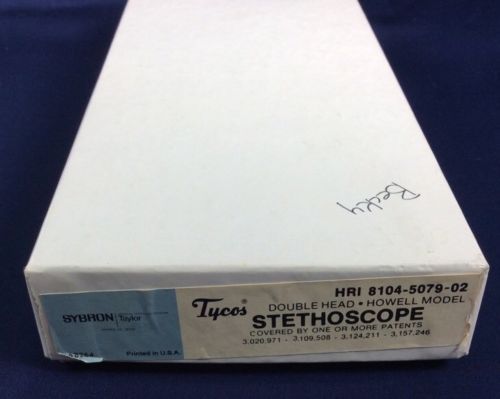 Becky
HRI 8104-5079-02
DOUBLE HEAD • HOWELL MODEL
Tycos®
STETHOSCOPE
COVERED BY ONE OR MORE PATENTS
3,020,971 - 3,109,508 - 3,124,211 - 3,157,246
SYBRON Taylor
Printed in U.S.A.